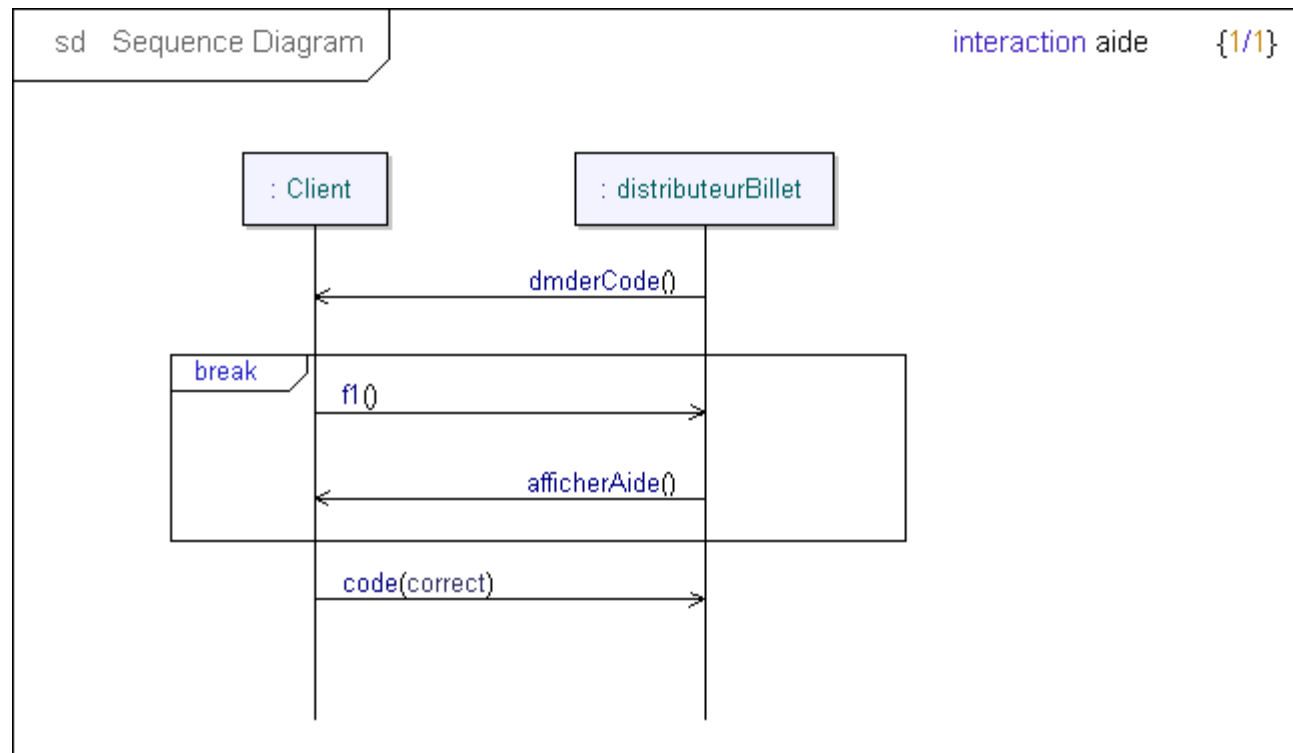 sd Sequence Diagram
interaction aide {1/1}
: Client
: distributeurBillet
dmderCode()
break
f1()
afficherAide()
code(correct)